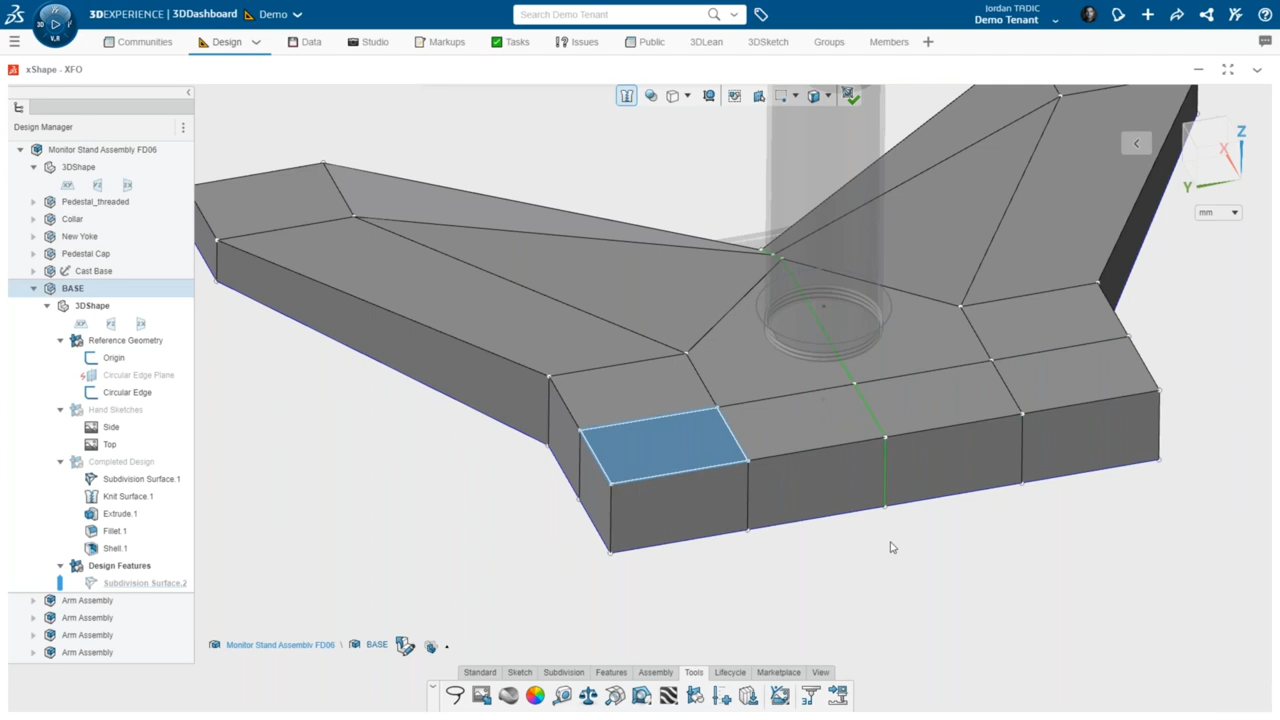 3DEXPERIENCE | 3DDashboard Demo
Search Demo Tenant
Jordan TRDIC
Demo Tenant
3D
V.R
Communities Design Data Studio Markups Tasks Issues Public 3DLean 3DSketch Groups Members
xShape - XFO
Design Manager
Monitor Stand Assembly FD06
3DShape
Pedestal_threaded
Collar
New Yoke
Pedestal Cap
Cast Base
BASE
3DShape
Reference Geometry
Origin
Circular Edge Plane
Circular Edge
Hand Sketches
Side
Top
Completed Design
Subdivision Surface.1
Knit Surface.1
Extrude.1
Fillet.1
Shell.1
Design Features
Subdivision Surface.2
Arm Assembly
Arm Assembly
Arm Assembly
Arm Assembly
Z
X
Y
mm
Monitor Stand Assembly FD06 \ BASE
Standard Sketch Subdivision Features Assembly Tools Lifecycle Marketplace View